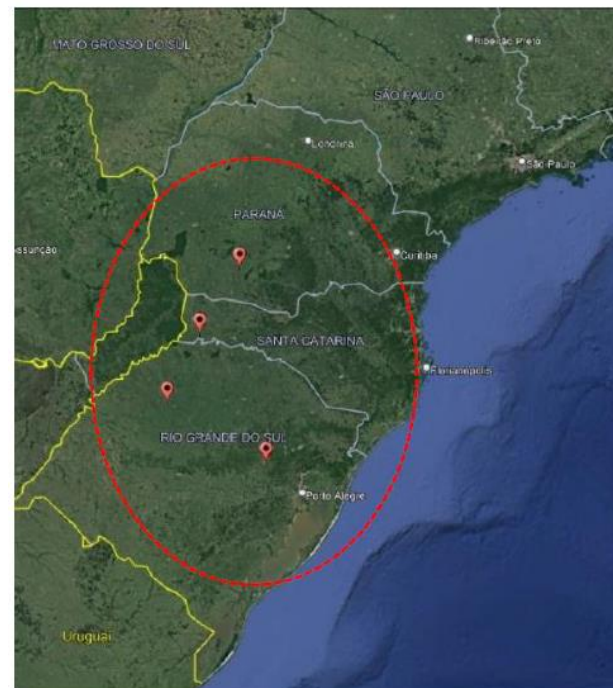 MATO GROSSO DO SUL
Ribeirão Preto
SÃO PAULO
Londrina
São Paulo
PARANÁ
Assunção
Curitiba
SANTA CATARINA
Florianópolis
RIO GRANDE DO SUL
Porto Alegre
Uruguai